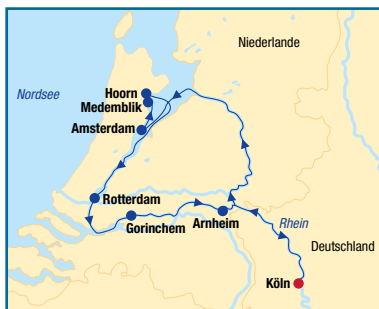 Niederlande
Nordsee
Hoorn
Medemblik
Amsterdam
Rotterdam
Gorinchem
Arnheim
Rhein
Deutschland
Köln